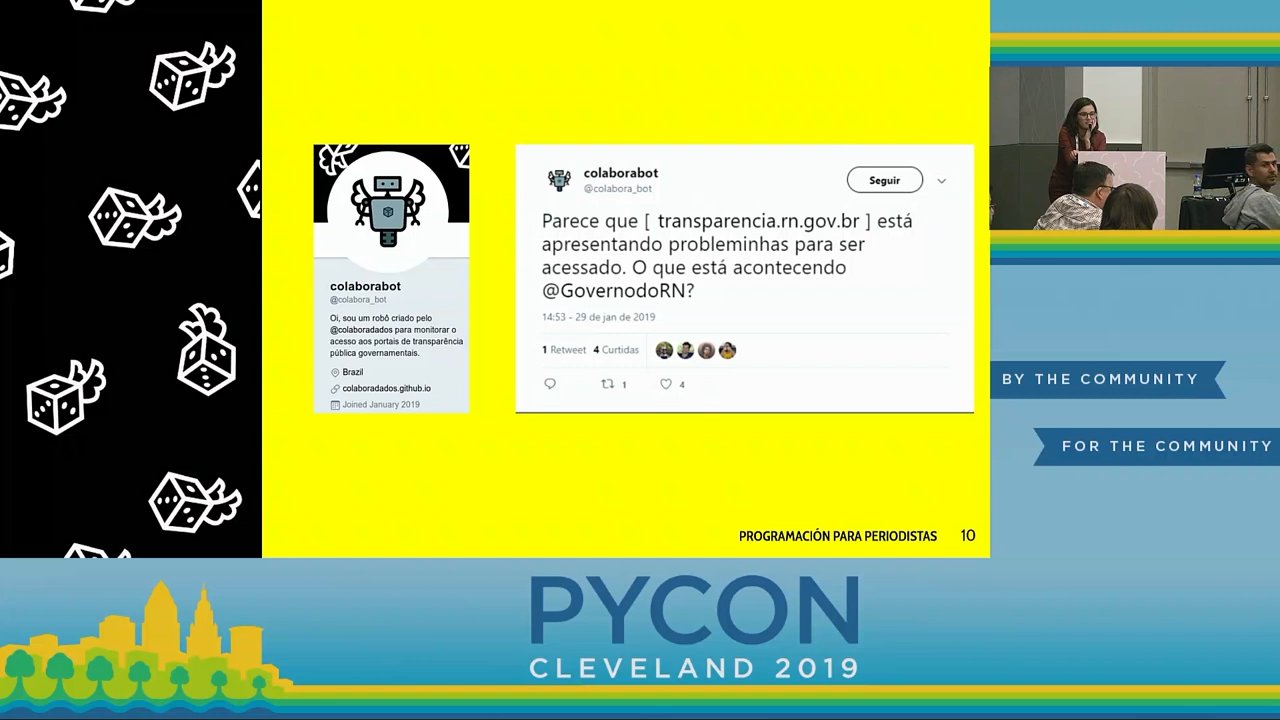 colaborabot
@colabora_bot
Oi, sou um robô criado pelo
@colaboradados para monitorar o
acesso aos portais de transparência
pública governamentais.
Brazil
colaboradados.github.io
Joined January 2019
colaborabot
@colabora_bot
Seguir
Parece que [ transparencia.rn.gov.br ] está
apresentando probleminhas para ser
acessado. O que está acontecendo
@GovernodoRN?
14:53 - 29 de jan de 2019
1 Retweet 4 Curtidas
1 4
PROGRAMACIÓN PARA PERIODISTAS 10
BY THE COMMUNITY
FOR THE COMMUNITY
PYCON
CLEVELAND 2019